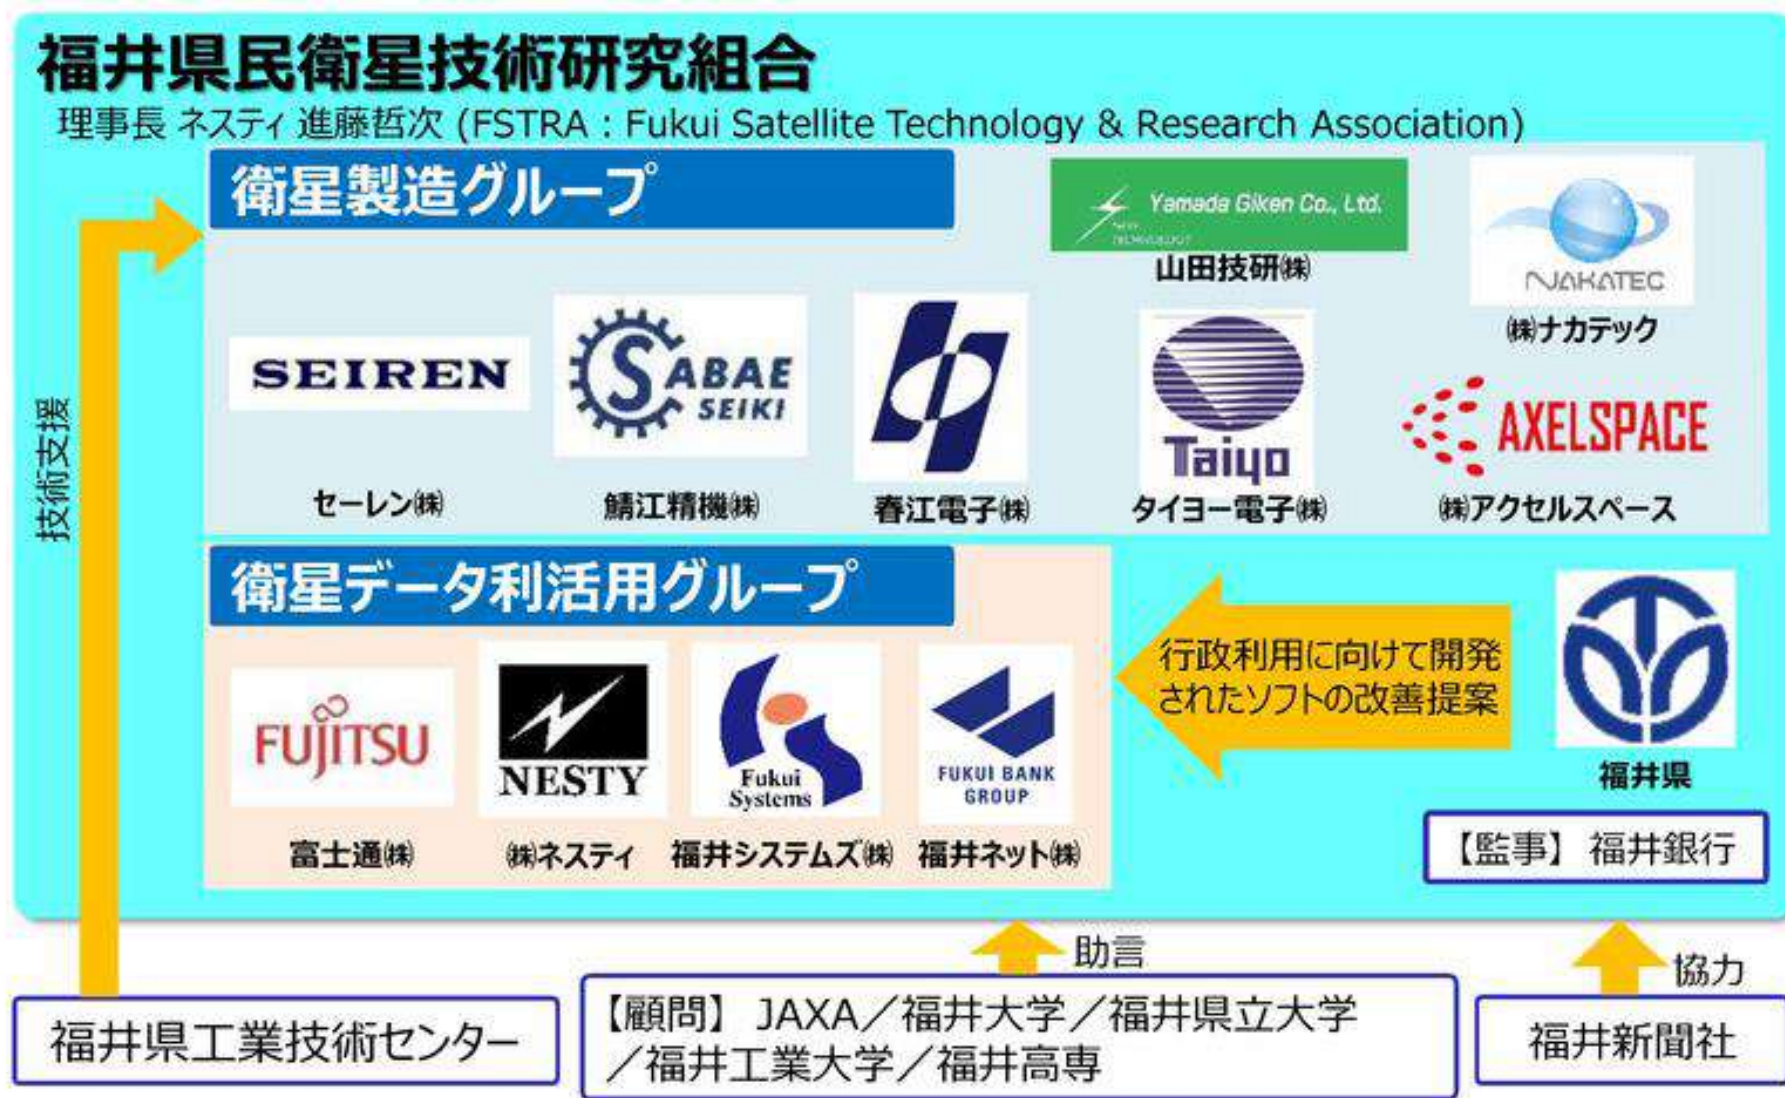 福井県民衛星技術研究組合
理事長 ネスティ 進藤哲次 (FSTRA : Fukui Satellite Technology & Research Association)
衛星製造グループ
Yamada Giken Co., Ltd.
山田技研㈱
NAKATEC
㈱ナカテック
SEIREN
セーレン㈱
SABAE
SEIKI
鯖江精機㈱
春江電子㈱
Taiyo
タイヨー電子㈱
AXELSPACE
㈱アクセルスペース
技術支援
衛星データ利活用グループ
FUJITSU
富士通㈱
NESTY
㈱ネスティ
Fukui
Systems
福井システムズ㈱
FUKUI BANK
GROUP
福井ネット㈱
行政利用に向けて開発
されたソフトの改善提案
福井県
【監事】 福井銀行
助言
協力
福井県工業技術センター
【顧問】 JAXA／福井大学／福井県立大学
／福井工業大学／福井高専
福井新聞社